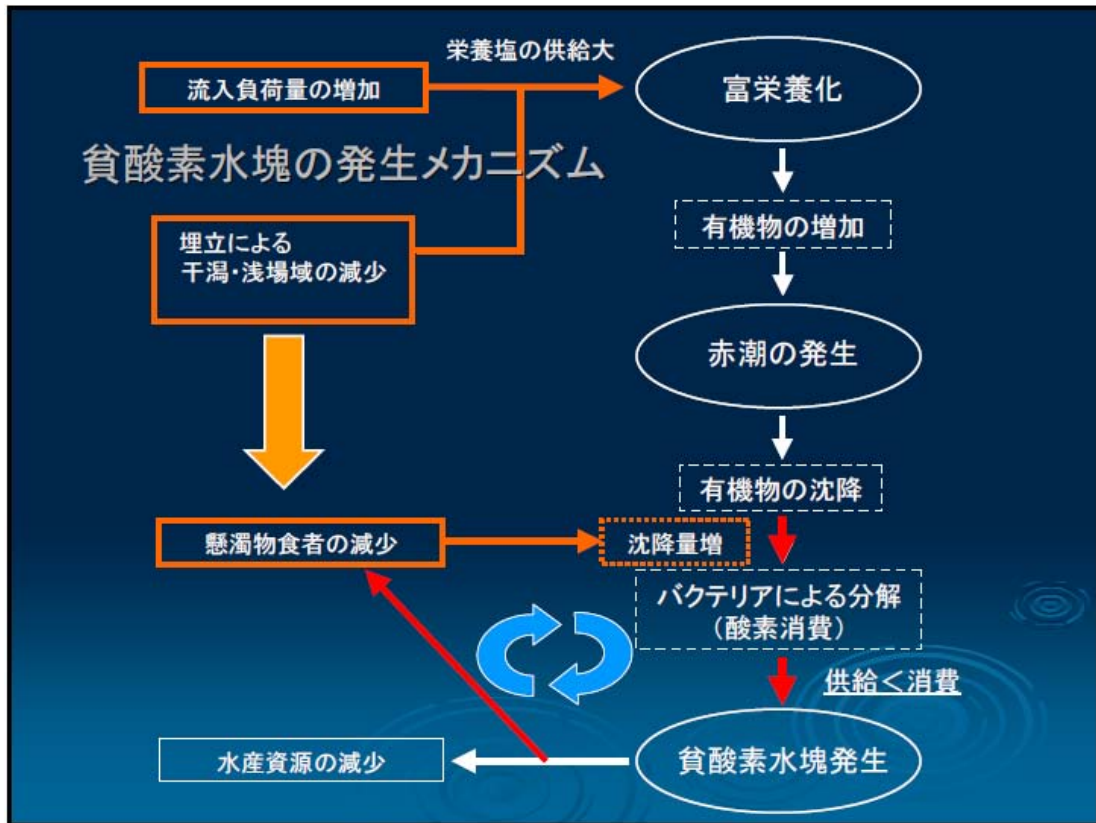 栄養塩の供給大
流入負荷量の増加
富栄養化
貧酸素水塊の発生メカニズム
有機物の増加
埋立による
干潟・浅場域の減少
赤潮の発生
有機物の沈降
懸濁物食者の減少
沈降量増
バクテリアによる分解
(酸素消費)
供給<消費
水産資源の減少
貧酸素水塊発生